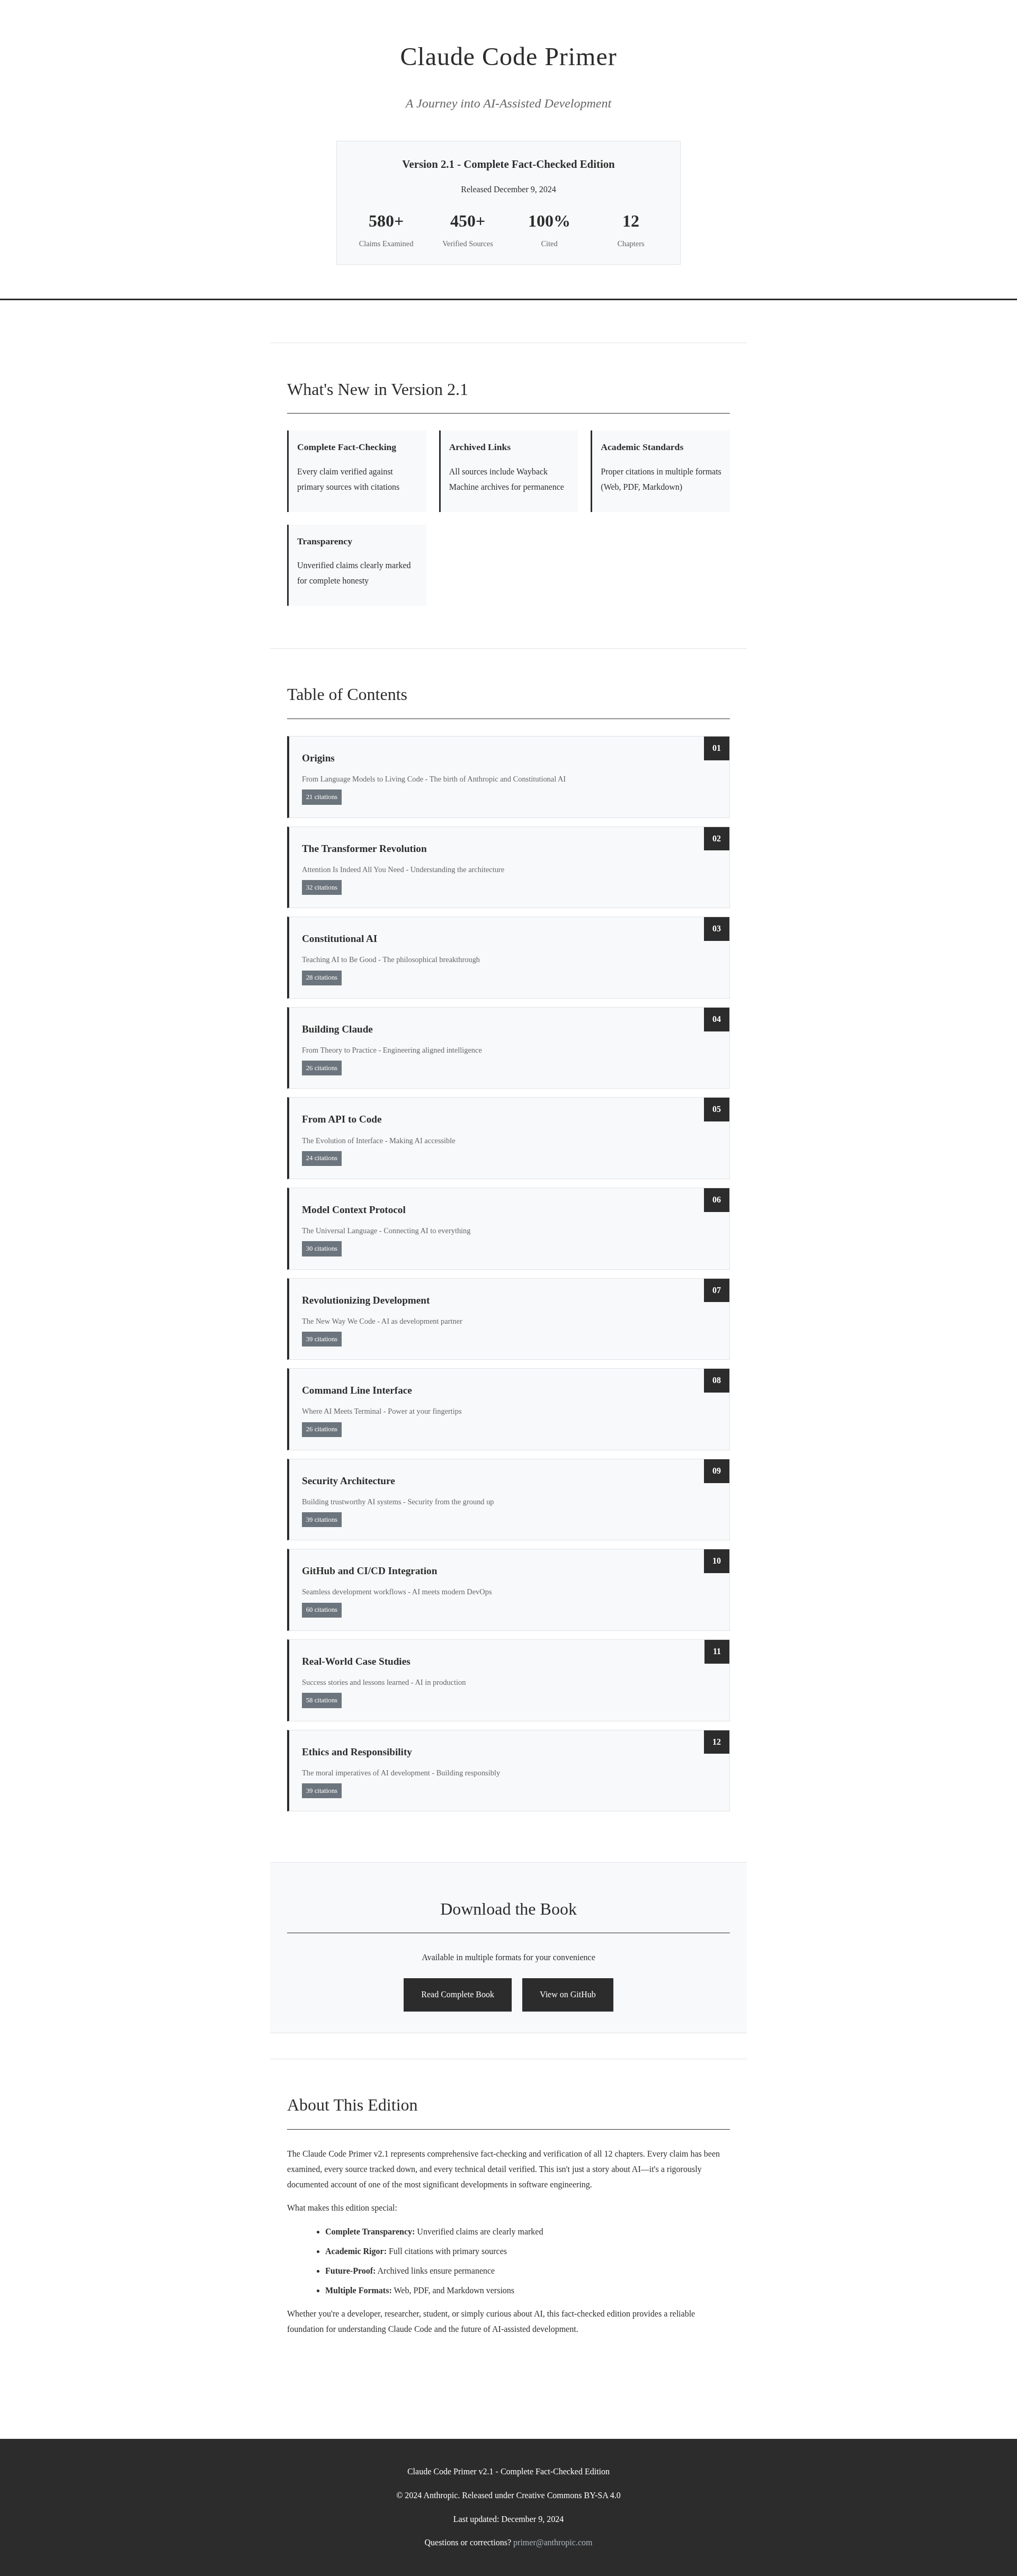 Claude Code Primer
A Journey into AI-Assisted Development
Version 2.1 - Complete Fact-Checked Edition
Released December 9, 2024
580+
Claims Examined
450+
Verified Sources
100%
Cited
12
Chapters
What's New in Version 2.1
Complete Fact-Checking
Every claim verified against
primary sources with citations
Archived Links
All sources include Wayback
Machine archives for permanence
Academic Standards
Proper citations in multiple formats
(Web, PDF, Markdown)
Transparency
Unverified claims clearly marked
for complete honesty
Table of Contents
01
Origins
From Language Models to Living Code - The birth of Anthropic and Constitutional AI
21 citations
02
The Transformer Revolution
Attention Is Indeed All You Need - Understanding the architecture
32 citations
03
Constitutional AI
Teaching AI to Be Good - The philosophical breakthrough
28 citations
04
Building Claude
From Theory to Practice - Engineering aligned intelligence
26 citations
05
From API to Code
The Evolution of Interface - Making AI accessible
24 citations
06
Model Context Protocol
The Universal Language - Connecting AI to everything
30 citations
07
Revolutionizing Development
The New Way We Code - AI as development partner
39 citations
08
Command Line Interface
Where AI Meets Terminal - Power at your fingertips
26 citations
09
Security Architecture
Building trustworthy AI systems - Security from the ground up
39 citations
10
GitHub and CI/CD Integration
Seamless development workflows - AI meets modern DevOps
60 citations
11
Real-World Case Studies
Success stories and lessons learned - AI in production
58 citations
12
Ethics and Responsibility
The moral imperatives of AI development - Building responsibly
39 citations
Download the Book
Available in multiple formats for your convenience
Read Complete Book
View on GitHub
About This Edition
The Claude Code Primer v2.1 represents comprehensive fact-checking and verification of all 12 chapters. Every claim has been
examined, every source tracked down, and every technical detail verified. This isn't just a story about AI—it's a rigorously
documented account of one of the most significant developments in software engineering.
What makes this edition special:
• Complete Transparency: Unverified claims are clearly marked
• Academic Rigor: Full citations with primary sources
• Future-Proof: Archived links ensure permanence
• Multiple Formats: Web, PDF, and Markdown versions
Whether you're a developer, researcher, student, or simply curious about AI, this fact-checked edition provides a reliable
foundation for understanding Claude Code and the future of AI-assisted development.
Claude Code Primer v2.1 - Complete Fact-Checked Edition
© 2024 Anthropic. Released under Creative Commons BY-SA 4.0
Last updated: December 9, 2024
Questions or corrections? primer@anthropic.com